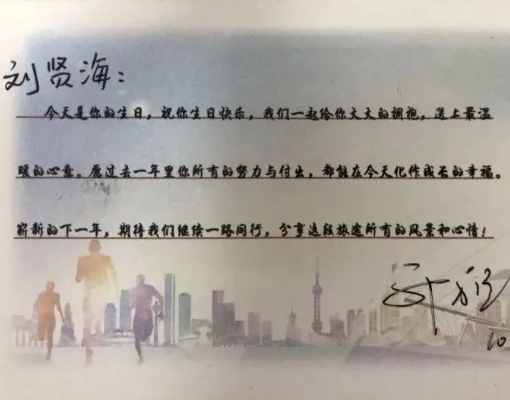 刘贤海：
今天是你的生日，祝你生日快乐，我们一起给你大大的拥抱，送上最温
暖的心意。愿过去一年里你所有的努力与付出，都能在今天化作成长的幸福。
崭新的下一年，期待我们继续一路同行，分享这段旅途所有的风景和心情！
10